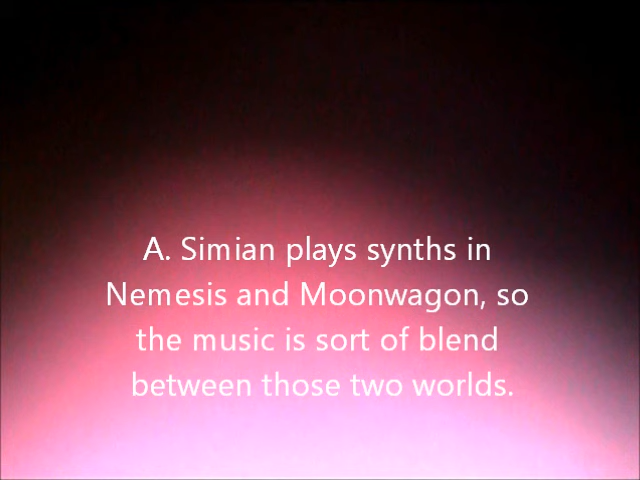 A. Simian plays synths in
Nemesis and Moonwagon, so
the music is sort of blend
between those two worlds.